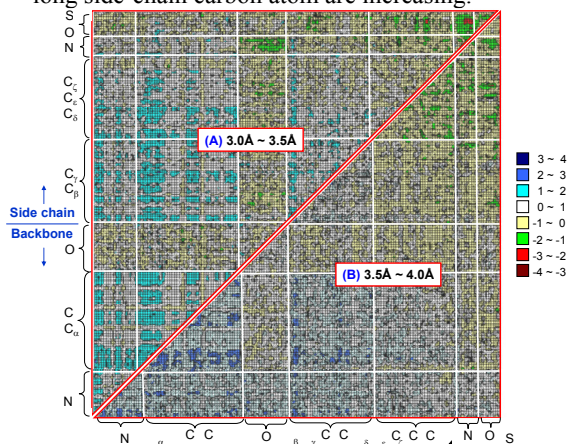 long side-chain carbon atom are increasing.
S
O
N
Cζ
Cε
Cδ
(A) 3.0Å ~ 3.5Å
Cγ
Cβ
Side chain
Backbone
O
(B) 3.5Å ~ 4.0Å
C
Cα
N
3 ~ 4
2 ~ 3
1 ~ 2
0 ~ 1
-1 ~ 0
-2 ~ -1
-3 ~ -2
-4 ~ -3
N α C C O β γ C C δ ε ζ C C C N O S